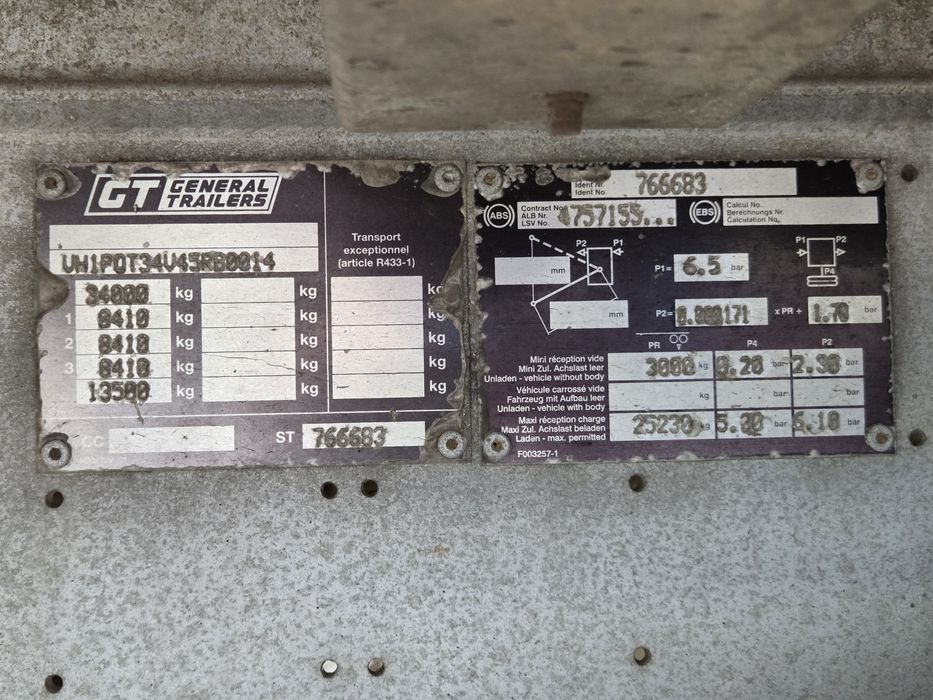 GT GENERAL TRAILERS
VH1PQT34V45RB0014
Transport exceptionnel (article R433-1)
34000 kg kg kg
1 8410 kg kg kg
2 8410 kg kg kg
3 8410 kg kg kg
13500 kg kg kg
C ST 766683
Ident Nr.
Ident No. 766683
ABS Contract No
ALB Nr.
LSV No. 4757155...
EBS Calcul No.
Berechnungs Nr.
Calculation No.
mm
mm
P2 P1
P1= 6.5 bar
P1 P2
P4
P2= 0.000171 x PR + 1.70 bar
PR P4 P2
Mini réception vide
Mini Zul. Achslast leer
Unladen - vehicle without body
3000 kg 0.20 bar 2.30 bar
Véhicule carrossé vide
Fahrzeug mit Aufbau leer
Unladen - vehicle with body
kg bar bar
Maxi réception charge
Maxi Zul. Achslast beladen
Laden - max. permitted
25230 kg 5.30 bar 6.10 bar
F003257-1